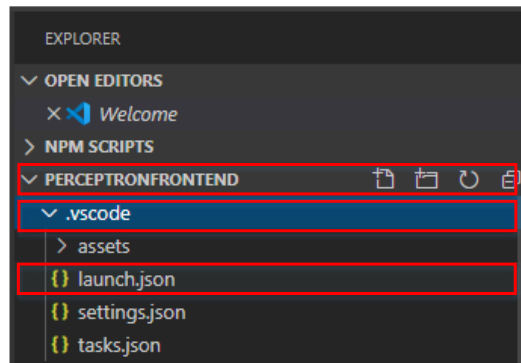 EXPLORER
OPEN EDITORS
Welcome
NPM SCRIPTS
PERCEPTRONFRONTEND
.vscode
assets
{} launch.json
{} settings.json
{} tasks.json